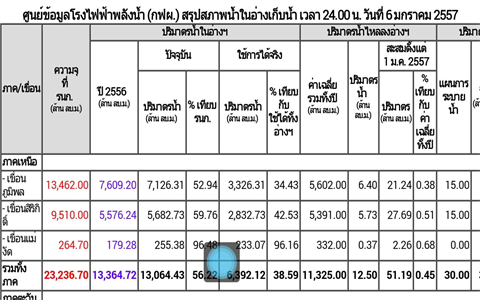 ศูนย์ข้อมูลโรงไฟฟ้าพลังน้ำ (กฟผ.) สรุปสภาพน้ำในอ่างเก็บน้ำ เวลา 24.00 น. วันที่ 6 มกราคม 2557
ภาค/เขื่อน ความจุที่ รนก. (ล้าน ลบ.ม.) ปริมาตรน้ำในอ่างฯ ปริมาตรน้ำไหลลงอ่างฯ
ปี 2556 (ล้าน ลบ.ม.) ปัจจุบัน ใช้การได้จริง ค่าเฉลี่ยรวมทั้งปี (ล้าน ลบ.ม.) ปริมาตรน้ำ (ล้าน ลบ.ม.) สะสมตั้งแต่ 1 ม.ค. 2557 แผนการระบายน้ำ
ปริมาตรน้ำ (ล้าน ลบ.ม.) % เทียบ รนก. ปริมาตรน้ำ (ล้าน ลบ.ม.) % เทียบกับใช้ได้ทั้งอ่างฯ ปริมาตร (ล้าน ลบ.ม.) % เทียบกับค่าเฉลี่ยทั้งปี
ภาคเหนือ
- เขื่อนภูมิพล 13,462.00 7,609.20 7,126.31 52.94 3,326.31 34.43 5,602.00 6.40 21.24 0.38 15.00
- เขื่อนสิริกิติ์ 9,510.00 5,576.24 5,682.73 59.76 2,832.73 42.53 5,391.00 5.73 27.69 0.51 15.00
- เขื่อนแม่งัด 264.70 179.28 255.38 96.48 233.07 96.16 332.00 0.37 2.26 0.68 0.00
รวมทั้งภาค 23,236.70 13,364.72 13,064.43 56.22 6,392.12 38.59 11,325.00 12.50 51.19 0.45 30.00